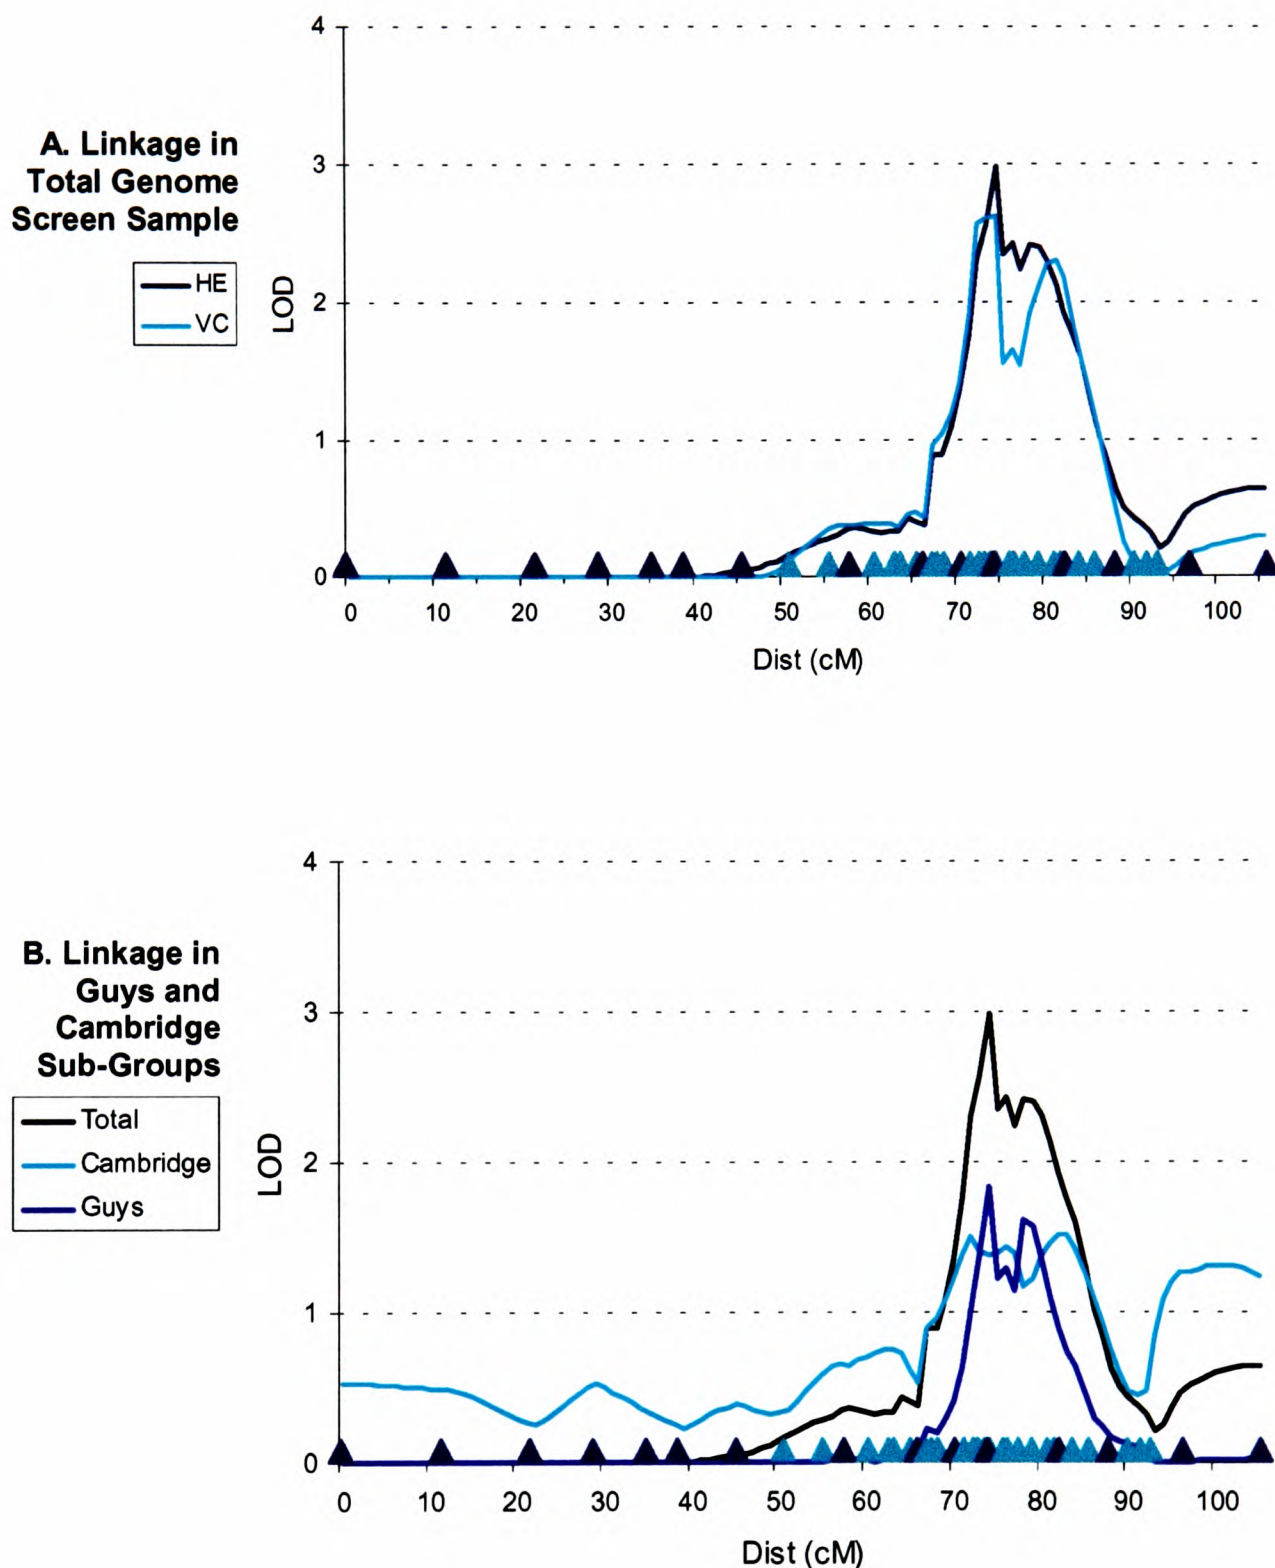 A. Linkage in
Total Genome
Screen Sample
HE
VC
LOD
4
3
2
1
0
0 10 20 30 40 50 60 70 80 90 100
Dist (cM)
B. Linkage in
Guys and
Cambridge
Sub-Groups
Total
Cambridge
Guys
LOD
4
3
2
1
0
0 10 20 30 40 50 60 70 80 90 100
Dist (cM)